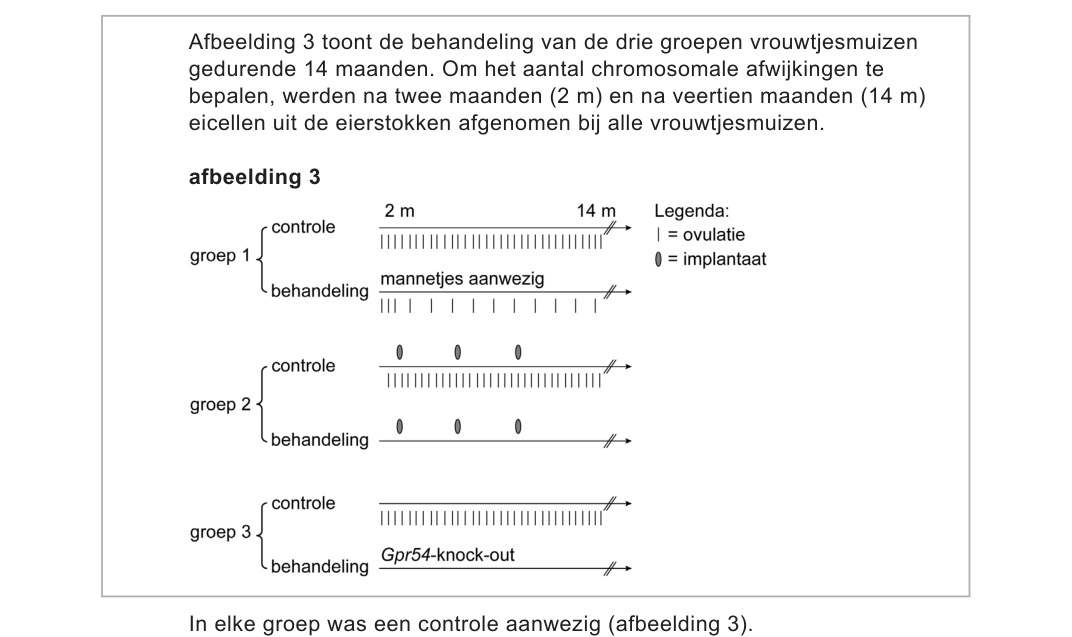 Afbeelding 3 toont de behandeling van de drie groepen vrouwtjesmuizen
gedurende 14 maanden. Om het aantal chromosomale afwijkingen te
bepalen, werden na twee maanden (2 m) en na veertien maanden (14 m)
eicellen uit de eierstokken afgenomen bij alle vrouwtjesmuizen.
afbeelding 3
2 m 14 m
Legenda:
controle
| = ovulatie
groep 1
= implantaat
mannetjes aanwezig
behandeling
controle
groep 2
behandeling
controle
groep 3
Gpr54-knock-out
behandeling
In elke groep was een controle aanwezig (afbeelding 3).